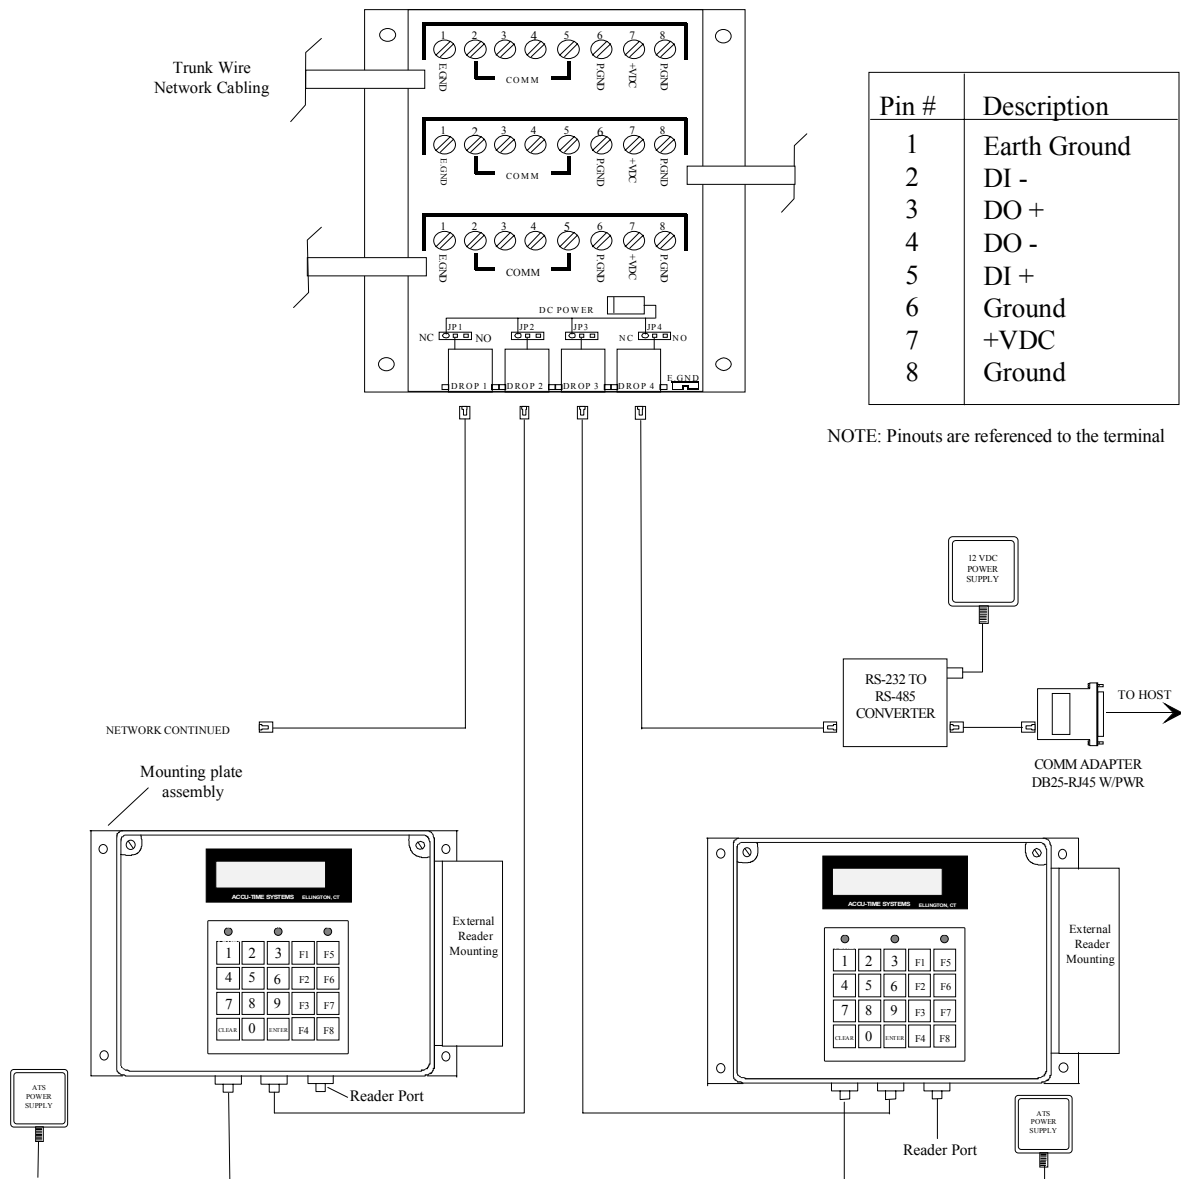 Trunk Wire
Network Cabling
1 2 3 4 5 6 7 8
E.GND COMM P.GND +VDC P.GND
1 2 3 4 5 6 7 8
E.GND COMM P.GND +VDC P.GND
1 2 3 4 5 6 7 8
E.GND COMM P.GND +VDC P.GND
DC POWER
JP1 JP2 JP3 JP4
NC NO NC NO
DROP 1 DROP 2 DROP 3 DROP 4 E.GND
Pin # Description
1 Earth Ground
2 DI -
3 DO +
4 DO -
5 DI +
6 Ground
7 +VDC
8 Ground
NOTE: Pinouts are referenced to the terminal
12 VDC
POWER
SUPPLY
RS-232 TO
RS-485
CONVERTER
TO HOST
COMM ADAPTER
DB25-RJ45 W/PWR
NETWORK CONTINUED
Mounting plate
assembly
ACCU-TIME SYSTEMS ELLINGTON, CT
1 2 3 F1 F5
4 5 6 F2 F6
7 8 9 F3 F7
CLEAR 0 ENTER F4 F8
External
Reader
Mounting
Reader Port
ATS
POWER
SUPPLY
ACCU-TIME SYSTEMS ELLINGTON, CT
1 2 3 F1 F5
4 5 6 F2 F6
7 8 9 F3 F7
CLEAR 0 ENTER F4 F8
External
Reader
Mounting
Reader Port
ATS
POWER
SUPPLY